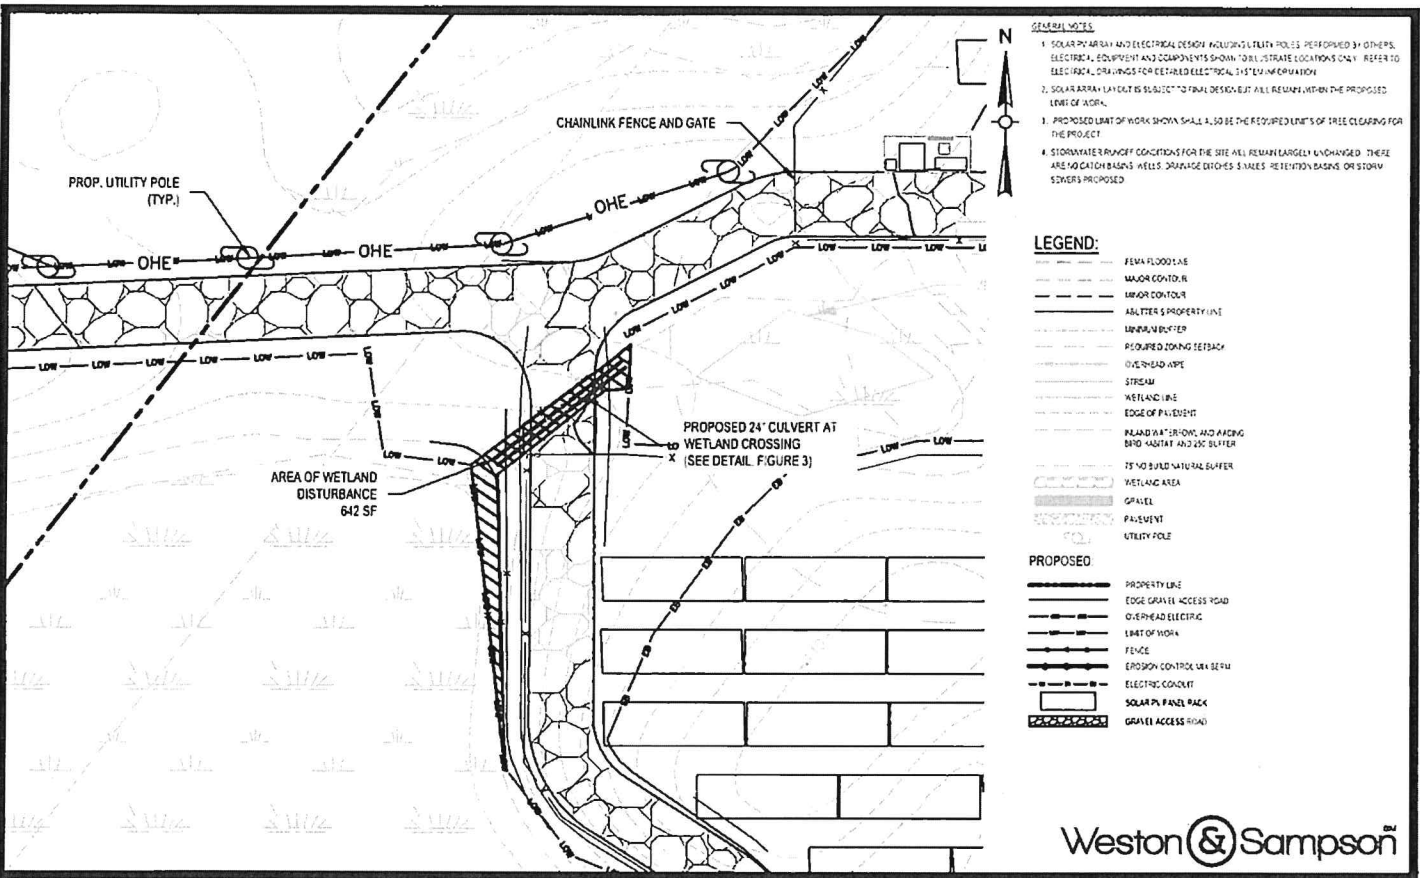 GENERAL NOTES
1. SOLAR PV ARRAY AND ELECTRICAL DESIGN, INCLUDING UTILITY POLES, PERFORMED BY OTHERS.
ELECTRICAL EQUIPMENT AND COMPONENTS SHOWN TO ILLUSTRATE LOCATIONS ONLY. REFER TO
ELECTRICAL DRAWINGS FOR DETAILED ELECTRICAL SYSTEM INFORMATION
2. SOLAR ARRAY LAYOUT IS SUBJECT TO FINAL DESIGN BUT WILL REMAIN WITHIN THE PROPOSED
LIMIT OF WORK.
3. PROPOSED LIMIT OF WORK SHOWN SHALL ALSO BE THE REQUIRED LIMITS OF TREE CLEARING FOR
THE PROJECT
4. STORMWATER RUNOFF CONDITIONS FOR THE SITE WILL REMAIN LARGELY UNCHANGED. THERE
ARE NO CATCH BASINS, WELLS, DRAINAGE DITCHES, SWALES, RETENTION BASINS, OR STORM
SEWERS PROPOSED
N
CHAINLINK FENCE AND GATE
PROP. UTILITY POLE
(TYP.)
OHE
OHE
OHE
LOW
LOW
LOW
LOW
LOW
LOW
LOW
LOW
PROPOSED 24" CULVERT AT
WETLAND CROSSING
(SEE DETAIL, FIGURE 3)
AREA OF WETLAND
DISTURBANCE
642 SF
LEGEND:
FEMA FLOOD LINE
MAJOR CONTOUR
MINOR CONTOUR
ABUTTER'S PROPERTY LINE
MINIMUM BUFFER
REQUIRED ZONING SETBACK
OVERHEAD WIRE
STREAM
WETLAND LINE
EDGE OF PAVEMENT
INLAND WATERFOWL AND WADING
BIRD HABITAT AND 250' BUFFER
75' NO BUILD NATURAL BUFFER
WETLAND AREA
GRAVEL
PAVEMENT
UTILITY POLE
PROPOSED:
PROPERTY LINE
EDGE GRAVEL ACCESS ROAD
OVERHEAD ELECTRIC
LIMIT OF WORK
FENCE
EROSION CONTROL MIX BERM
ELECTRIC CONDUIT
SOLAR PV PANEL RACK
GRAVEL ACCESS ROAD
Weston & Sampson